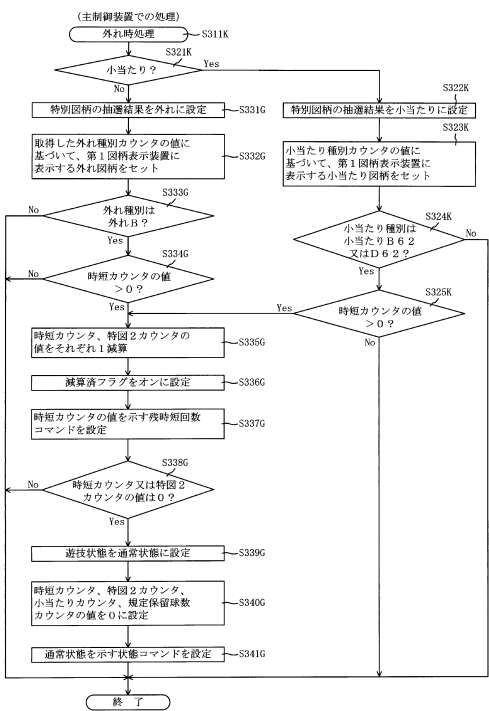 (主制御装置での処理)
外れ時処理
S311K
S321K
小当たり?
Yes
No
特別図柄の抽選結果を外れに設定
S331G
取得した外れ種別カウンタの値に
基づいて、第1図柄表示装置に
表示する外れ図柄をセット
S332G
S333G
外れ種別は
外れB?
No
Yes
S334G
時短カウンタの値
>0?
No
Yes
時短カウンタ、特図2カウンタの
値をそれぞれ1減算
S335G
減算済フラグをオンに設定
S336G
時短カウンタの値を示す残時短回数
コマンドを設定
S337G
S338G
時短カウンタ又は特図2
カウンタの値は0?
No
Yes
遊技状態を通常状態に設定
S339G
時短カウンタ、特図2カウンタ、
小当たりカウンタ、規定保留球数
カウンタの値を0に設定
S340G
通常状態を示す状態コマンドを設定
S341G
終 了
S322K
特別図柄の抽選結果を小当たりに設定
S323K
小当たり種別カウンタの値に
基づいて、第1図柄表示装置に
表示する小当たり図柄をセット
S324K
小当たり種別は
小当たりB62
又はD62?
No
Yes
S325K
時短カウンタの値
>0?
Yes
No